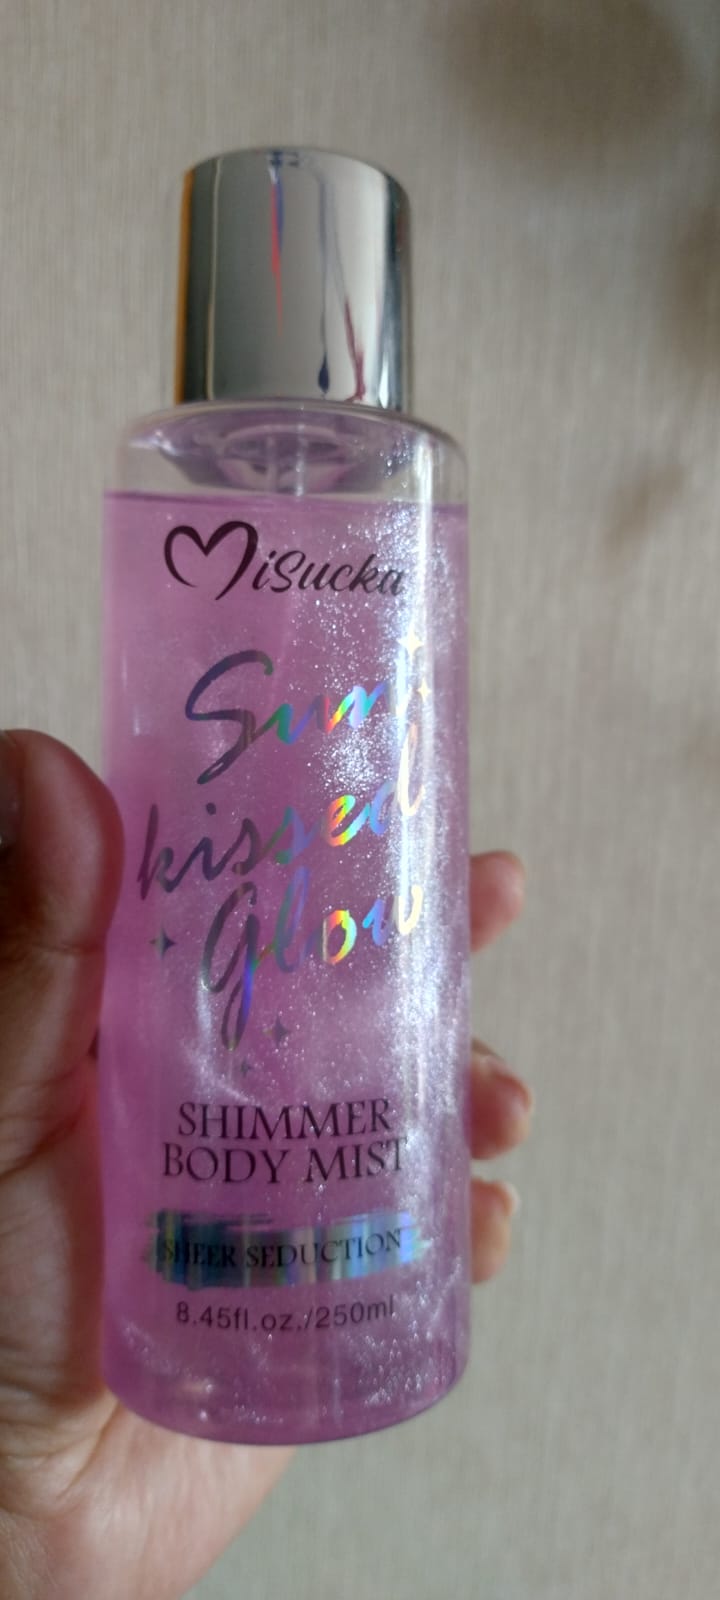 MiSucka
Sun
kissed
Glow
SHIMMER
BODY MIST
SHEER SEDUCTION
8.45fl.oz./250ml